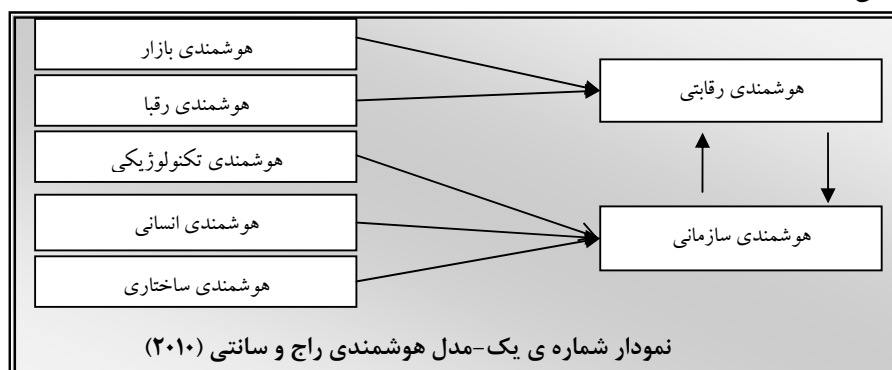 هوشمندی بازار
هوشمندی رقبا
هوشمندی تکنولوژیکی
هوشمندی انسانی
هوشمندی ساختاری
هوشمندی رقابتی
هوشمندی سازمانی
نمودار شماره ی یک-مدل هوشمندی راج و سانتی (۲۰۱۰)